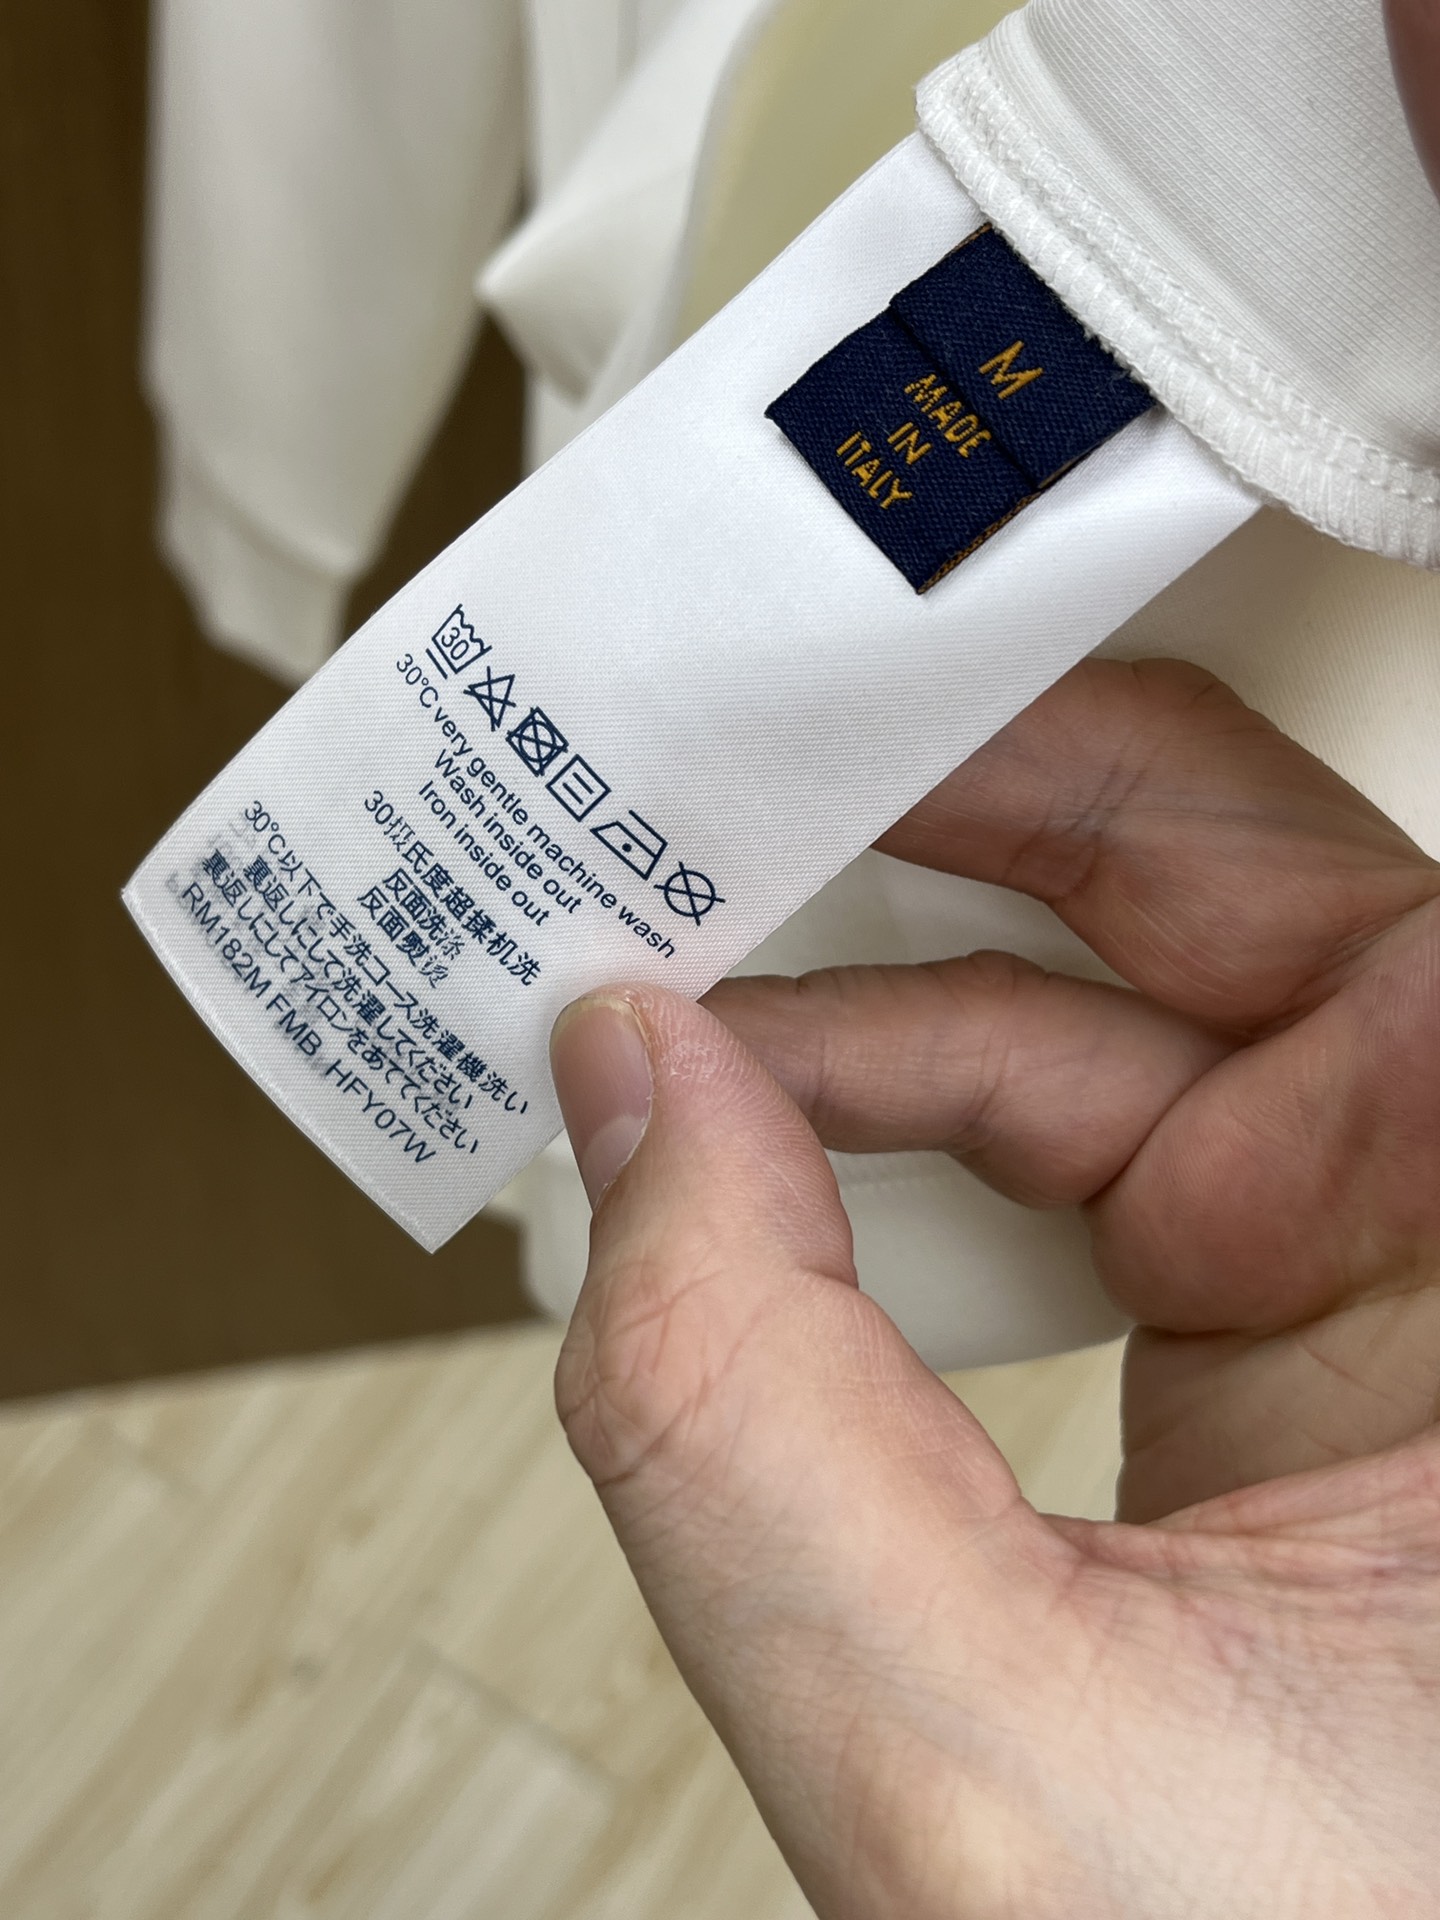 M
MADE
IN
ITALY
30
30°C very gentle machine wash
Wash inside out
Iron inside out
30摄氏度超揉机洗
反面洗涤
反面熨烫
30°C以下で手洗コース洗濯機洗い
裏返しにして洗濯してください
裏返しにしてアイロンをあててください
RM182M FMB HFY07W